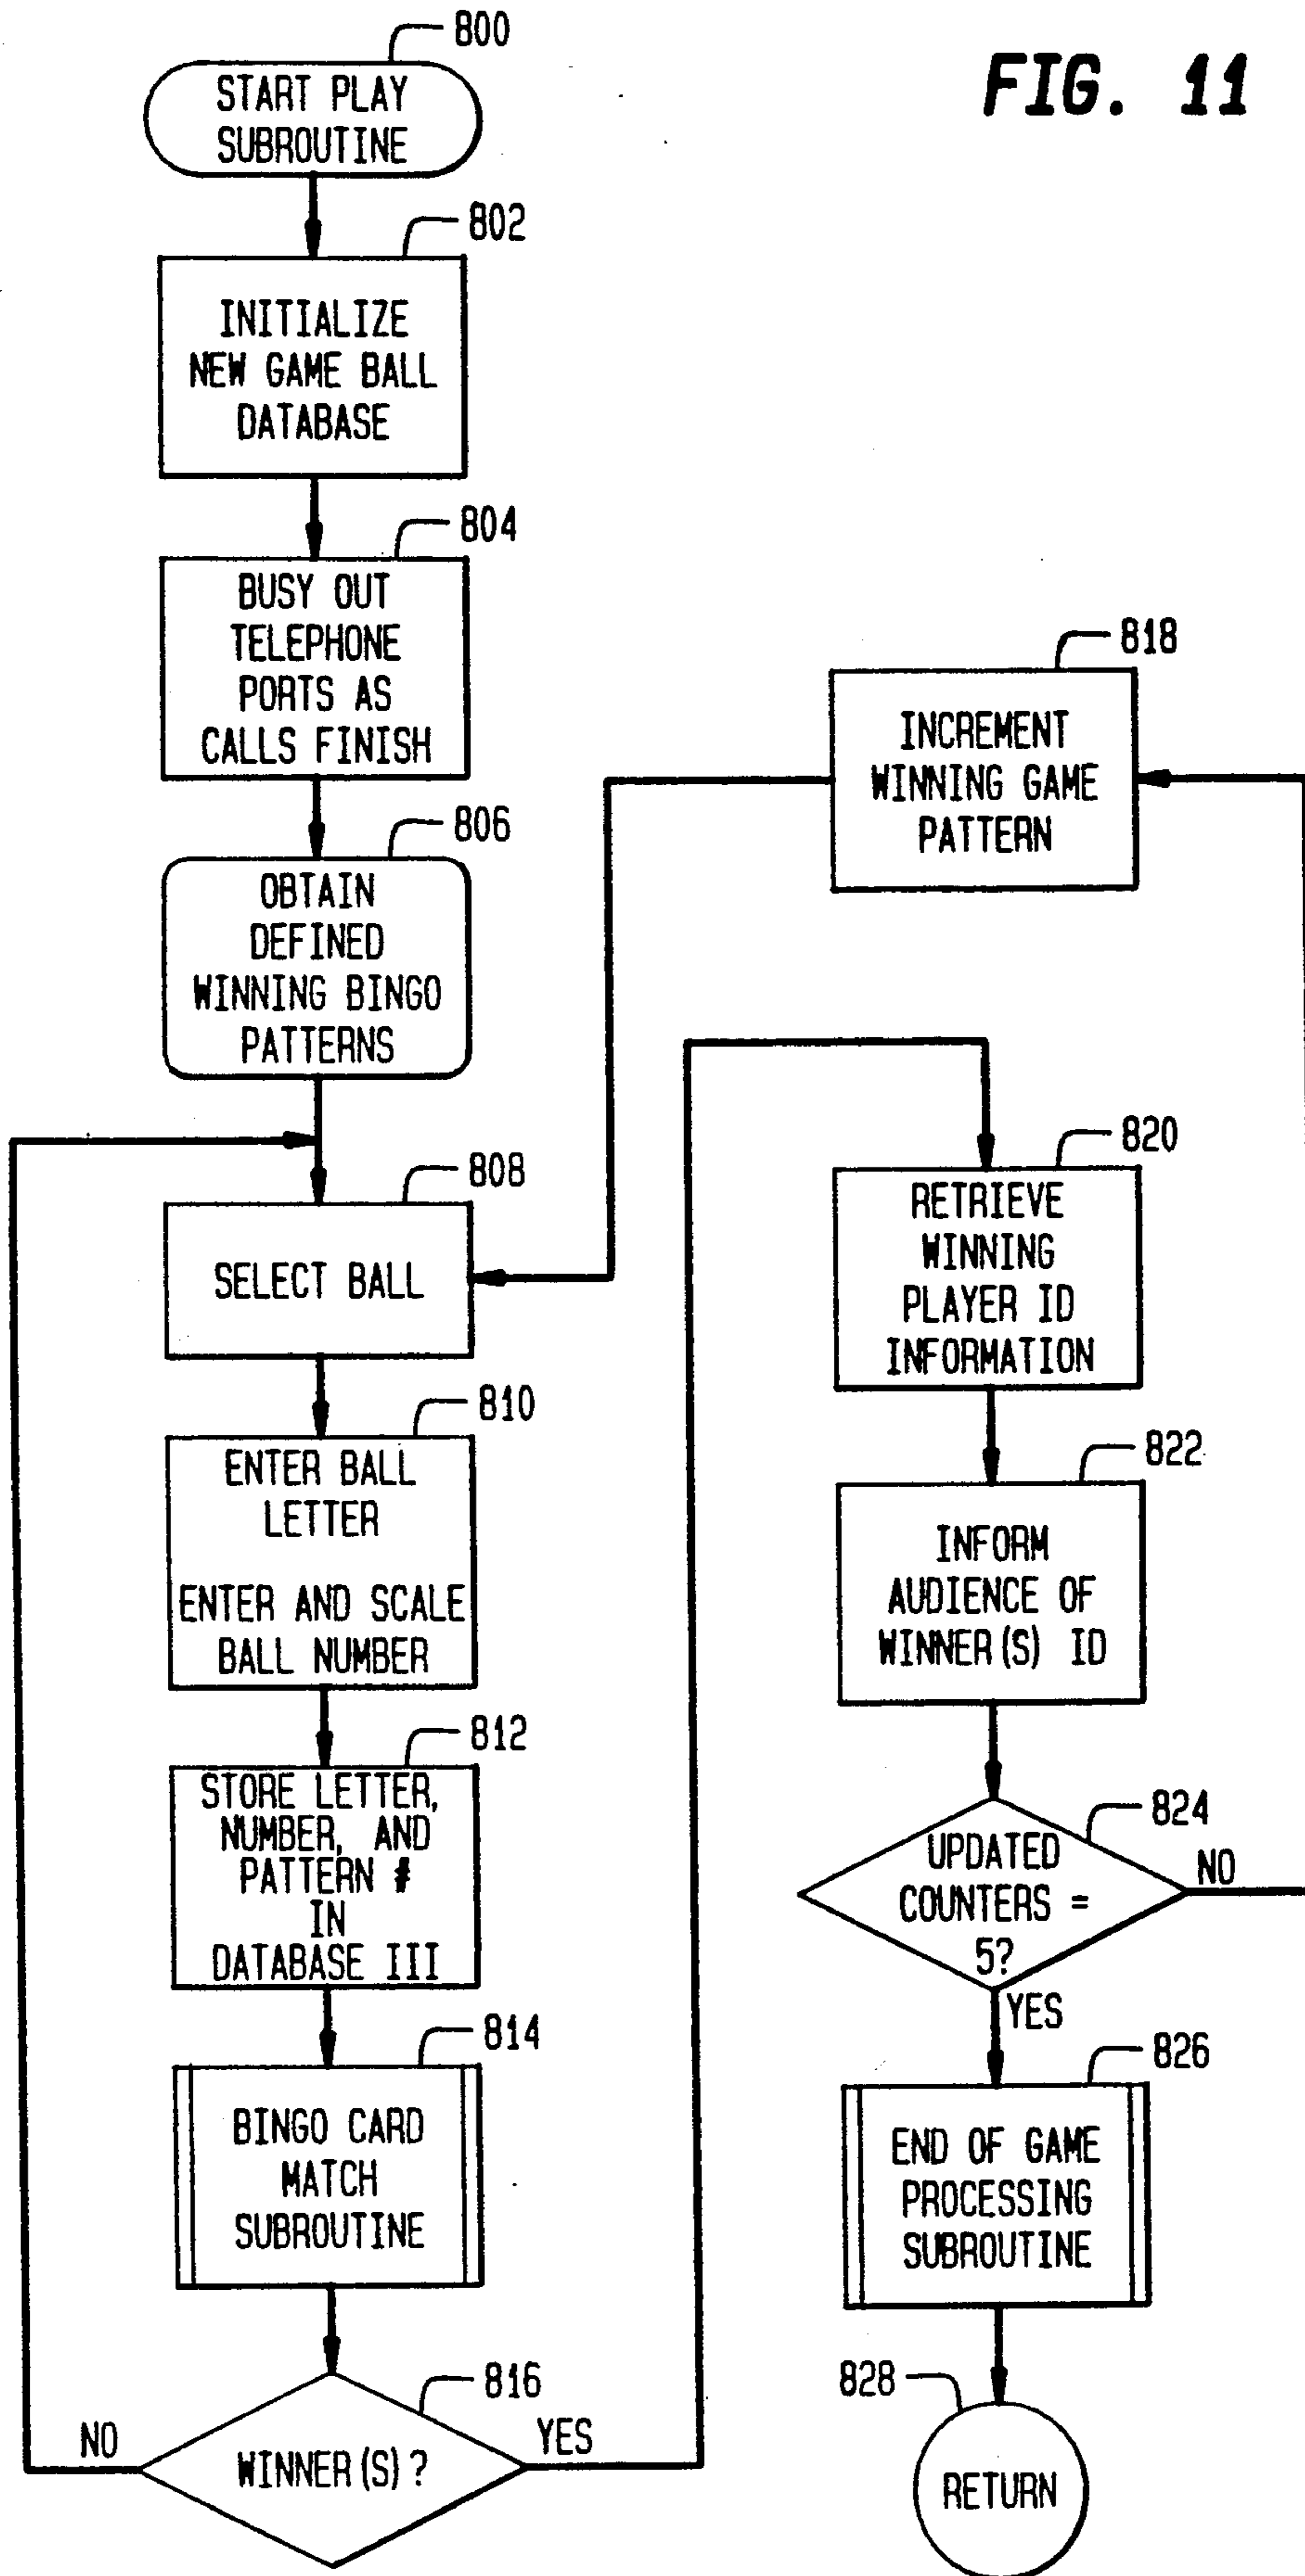 FIG. 11
800
START PLAY
SUBROUTINE
802
INITIALIZE
NEW GAME BALL
DATABASE
804
BUSY OUT
TELEPHONE
PORTS AS
CALLS FINISH
806
OBTAIN
DEFINED
WINNING BINGO
PATTERNS
808
SELECT BALL
810
ENTER BALL
LETTER
ENTER AND SCALE
BALL NUMBER
812
STORE LETTER,
NUMBER, AND
PATTERN #
IN
DATABASE III
814
BINGO CARD
MATCH
SUBROUTINE
816
WINNER(S)?
NO
YES
818
INCREMENT
WINNING GAME
PATTERN
820
RETRIEVE
WINNING
PLAYER ID
INFORMATION
822
INFORM
AUDIENCE OF
WINNER(S) ID
824
UPDATED
COUNTERS =
5?
NO
YES
826
END OF GAME
PROCESSING
SUBROUTINE
828
RETURN